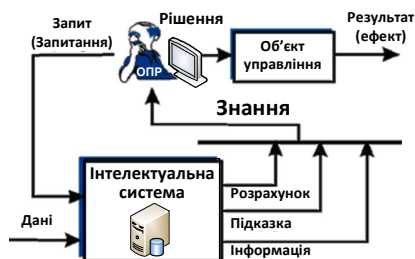 Запит
(Запитання)
Рішення
ОПР
Об'єкт
управління
Результат
(ефект)
Знання
Інтелектуальна
система
Дані
Розрахунок
Підказка
Інформація